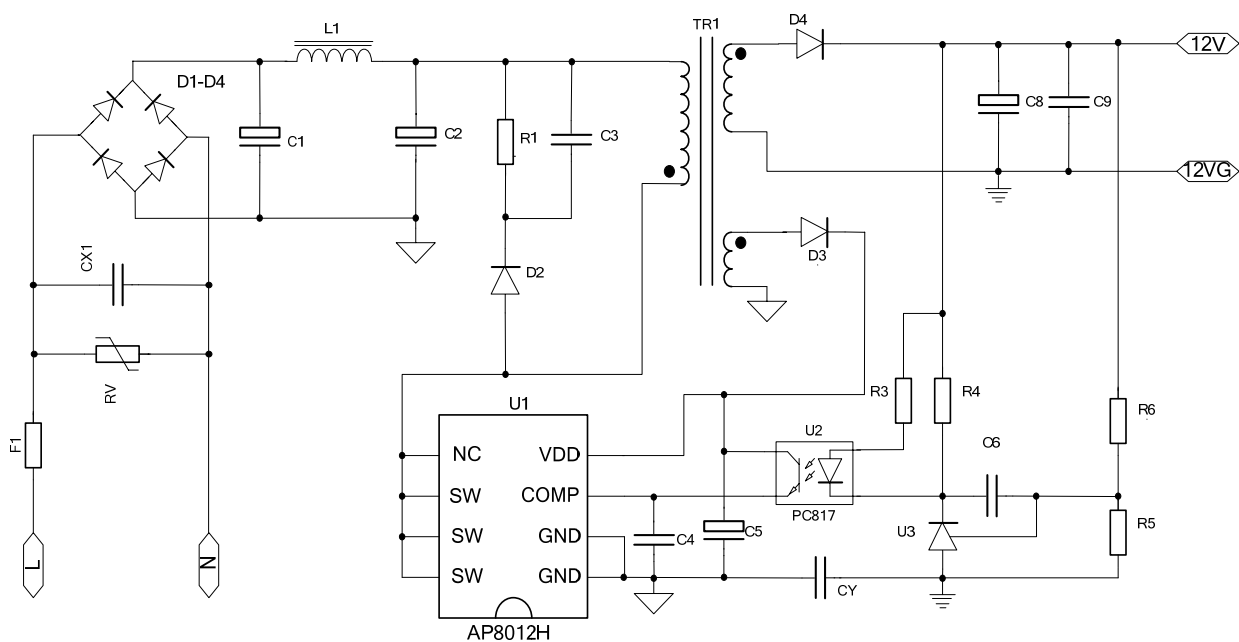 L1
TR1
D4
12V
D1-D4
C1
C2
R1
C3
C8
C9
12VG
CX1
D2
D3
RV
F1
L
N
U1
NC
VDD
SW
COMP
SW
GND
SW
GND
AP8012H
R3
R4
R6
U2
PC817
C6
C4
C5
U3
R5
CY